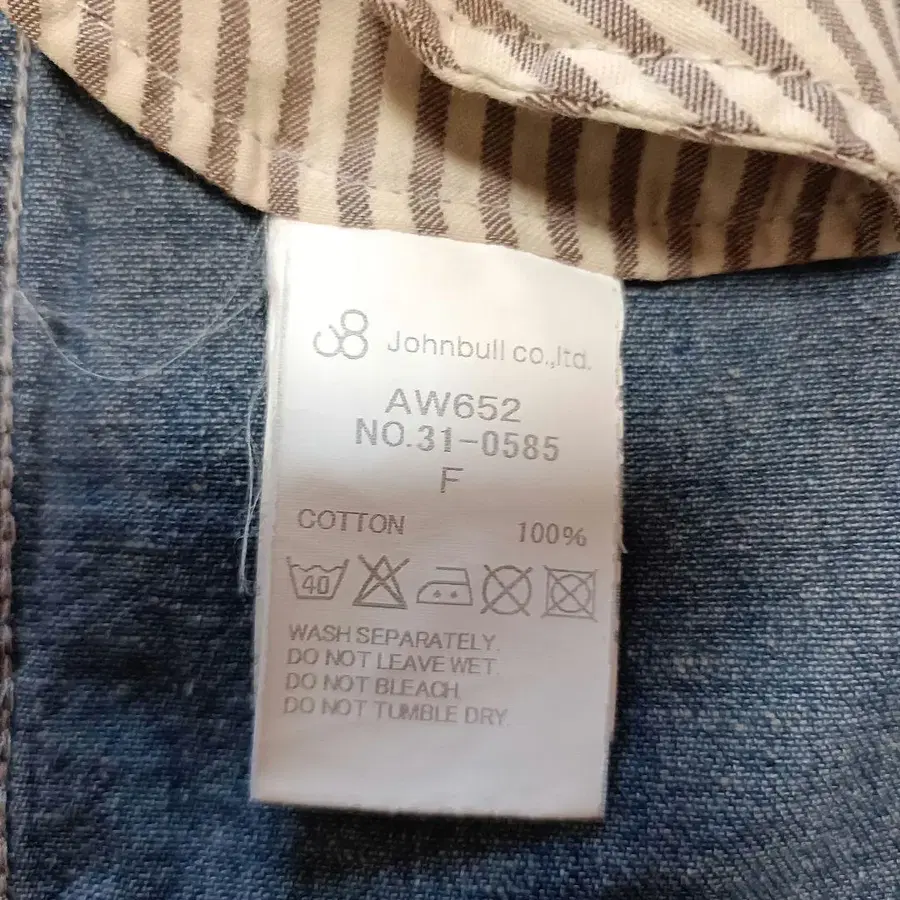 Johnbull co.,ltd.
AW652
NO.31-0585
F
COTTON 100%
40
WASH SEPARATELY.
DO NOT LEAVE WET.
DO NOT BLEACH.
DO NOT TUMBLE DRY.